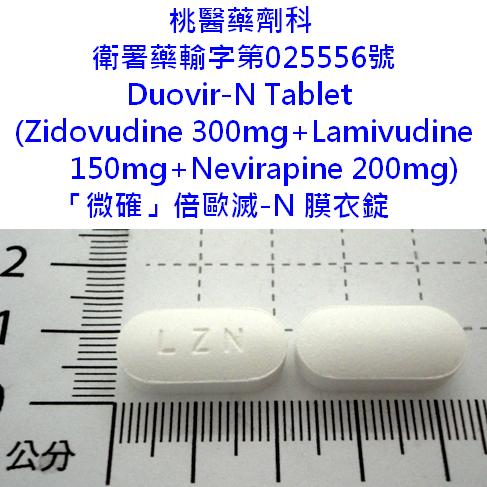 桃醫藥劑科
衛署藥輸字第025556號
Duovir-N Tablet
(Zidovudine 300mg+Lamivudine
150mg+Nevirapine 200mg)
「微確」倍歐滅-N 膜衣錠
2
1
0
LZN
公分